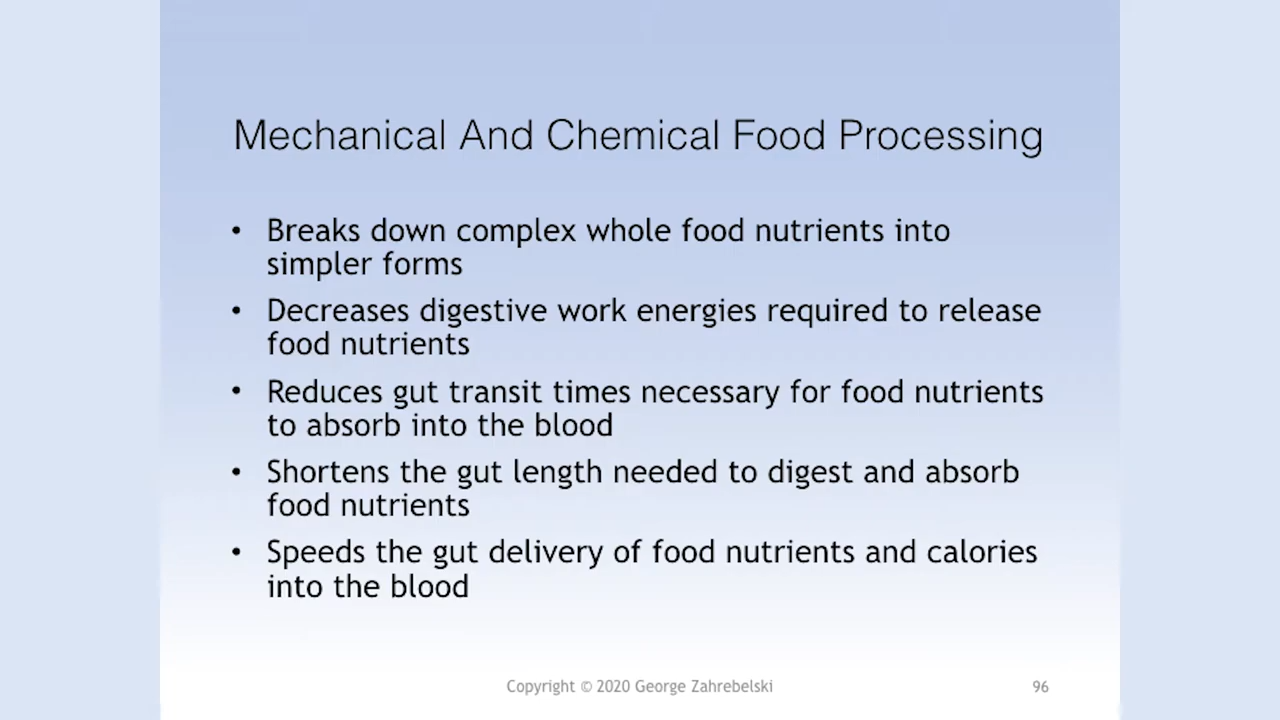 Mechanical And Chemical Food Processing
• Breaks down complex whole food nutrients into
simpler forms
• Decreases digestive work energies required to release
food nutrients
• Reduces gut transit times necessary for food nutrients
to absorb into the blood
• Shortens the gut length needed to digest and absorb
food nutrients
• Speeds the gut delivery of food nutrients and calories
into the blood
Copyright © 2020 George Zahrebelski
96